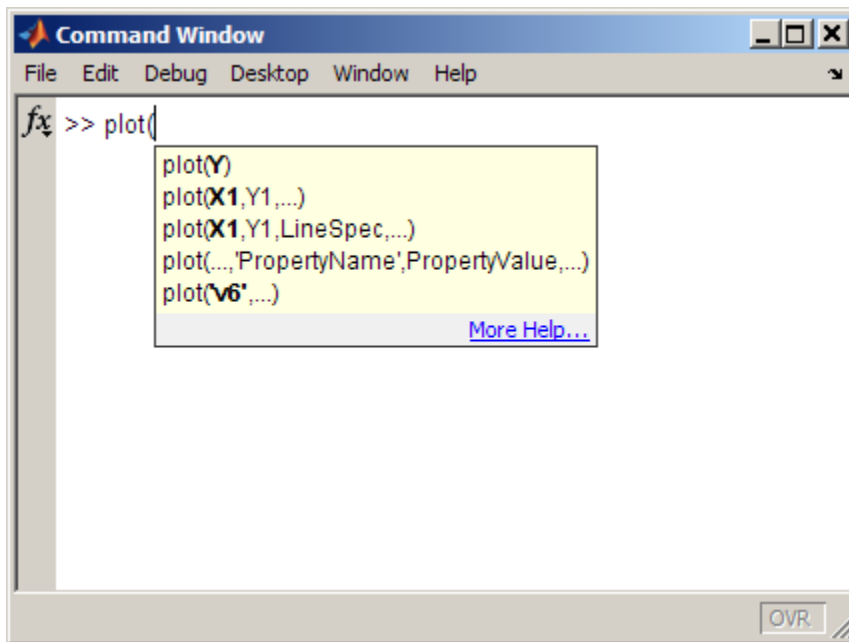 Command Window
File Edit Debug Desktop Window Help
fx >> plot(
plot(Y)
plot(X1,Y1,...)
plot(X1,Y1,LineSpec,...)
plot(...,'PropertyName',PropertyValue,...)
plot('v6',...)
More Help...
OVR